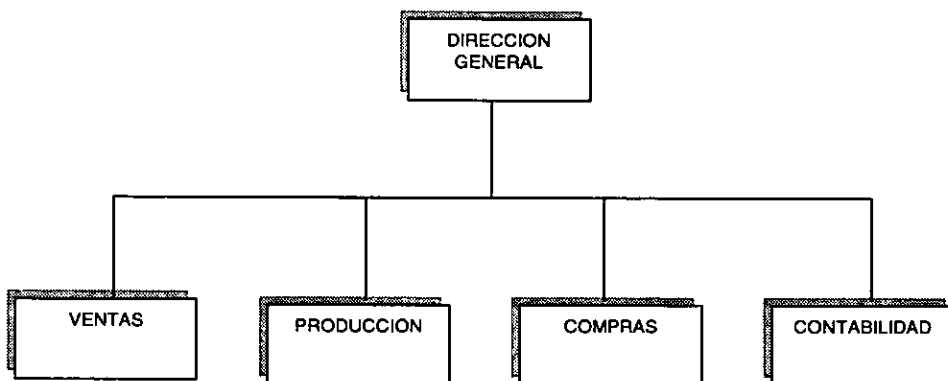 DIRECCION
GENERAL
VENTAS
PRODUCCION
COMPRAS
CONTABILIDAD